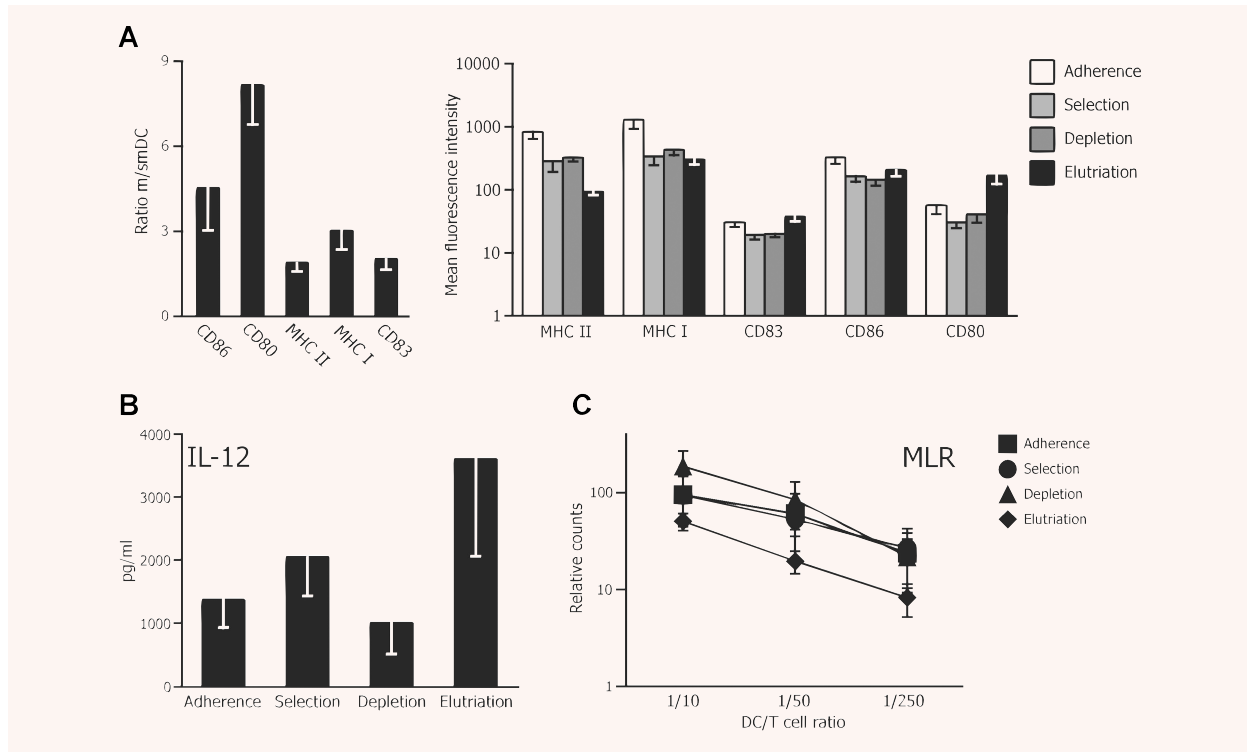 A
9
6
3
0
Ratio m/smDC
CD86
CD80
MHC II
MHC I
CD83
10000
1000
100
10
1
Mean fluorescence intensity
MHC II
MHC I
CD83
CD86
CD80
Adherence
Selection
Depletion
Elutriation
B
4000
3000
2000
1000
0
pg/ml
IL-12
Adherence
Selection
Depletion
Elutriation
C
100
10
1
Relative counts
MLR
1/10
1/50
1/250
DC/T cell ratio
Adherence
Selection
Depletion
Elutriation